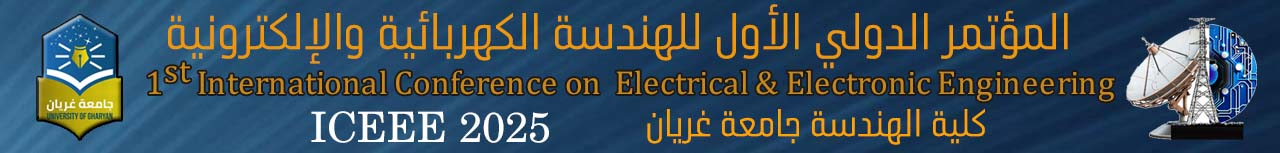 المؤتمر الدولي الأول للهندسة الكهربائية والإلكترونية
1st International Conference on Electrical & Electronic Engineering
ICEEE 2025
كلية الهندسة جامعة غريان
جامعة غريان
UNIVERSITY OF GHARYAN